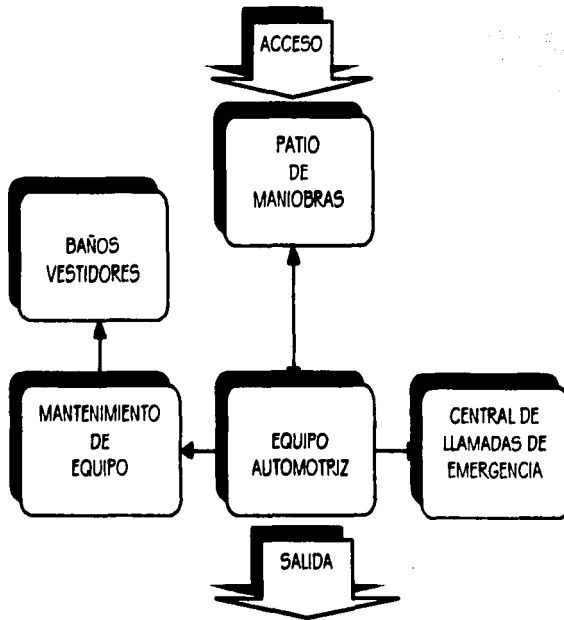 ACCESO
PATIO
DE
MANIOBRAS
BAÑOS
VESTIDORES
MANTENIMIENTO
DE
EQUIPO
EQUIPO
AUTOMOTRIZ
CENTRAL DE
LLAMADAS DE
EMERGENCIA
SALIDA